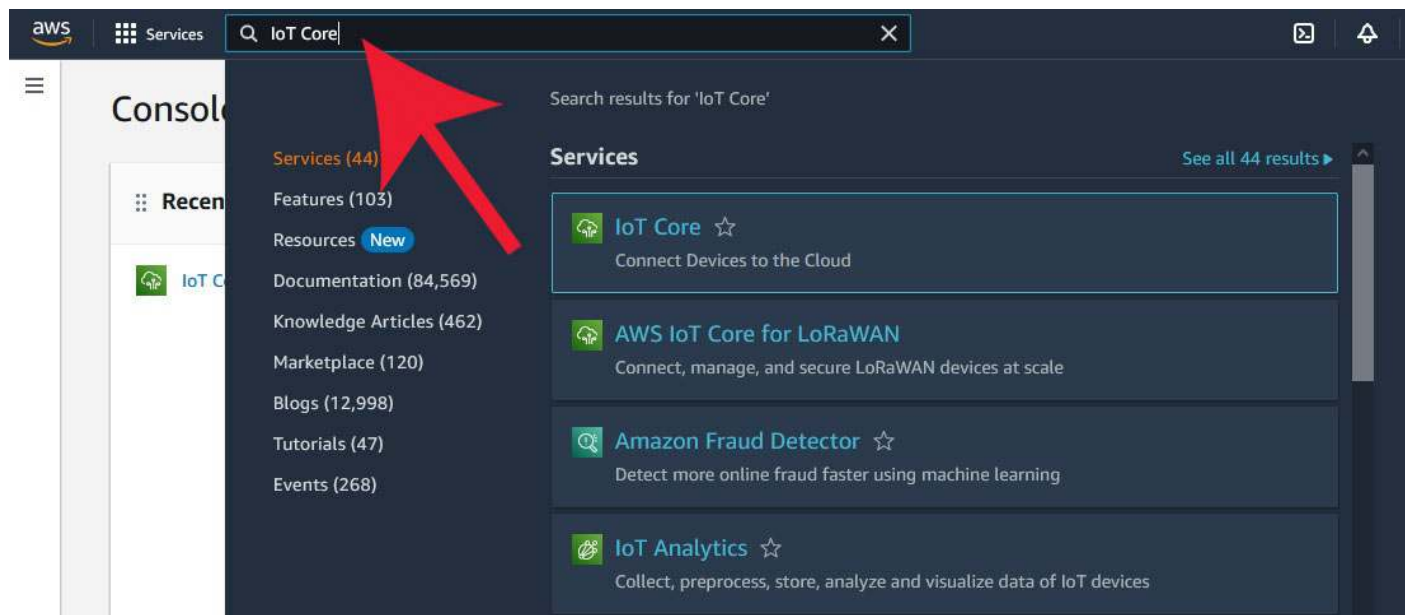 aws
Services
IoT Core
Search results for 'IoT Core'
Services (44)
Features (103)
Resources New
Documentation (84,569)
Knowledge Articles (462)
Marketplace (120)
Blogs (12,998)
Tutorials (47)
Events (268)
Services
See all 44 results
IoT Core
Connect Devices to the Cloud
AWS IoT Core for LoRaWAN
Connect, manage, and secure LoRaWAN devices at scale
Amazon Fraud Detector
Detect more online fraud faster using machine learning
IoT Analytics
Collect, preprocess, store, analyze and visualize data of IoT devices
Consol
Recen
IoT C